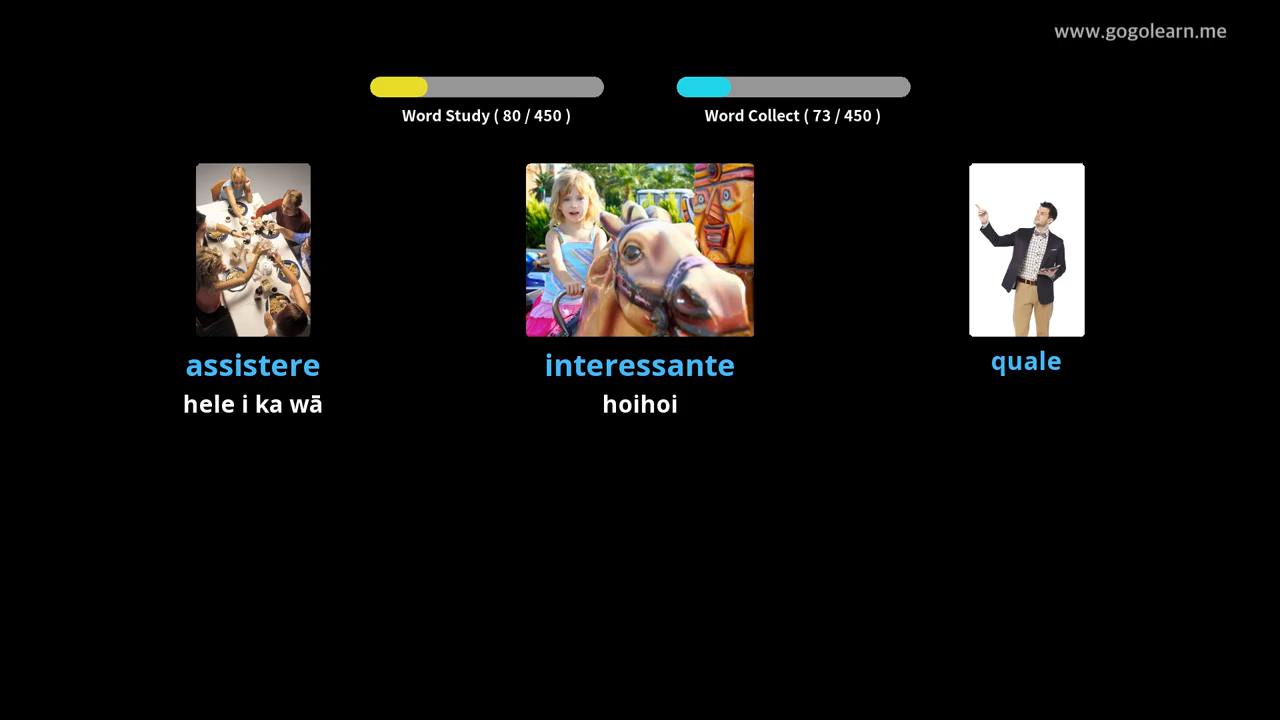 www.gogolearn.me
Word Study ( 80 / 450 )
Word Collect ( 73 / 450 )
assistere
interessante
quale
hele i ka wā
hoihoi